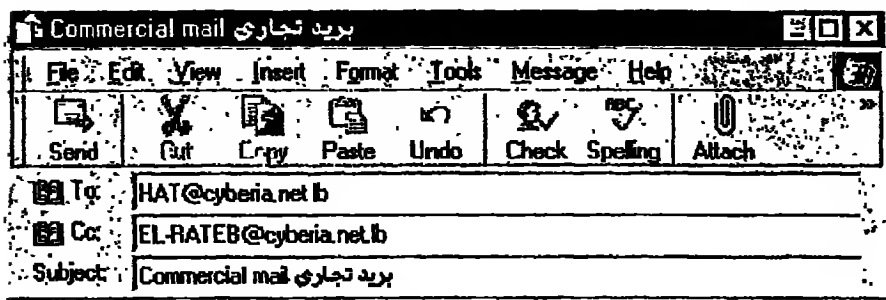 Commercial mail بريد تجاري
File Edit View Insert Format Tools Message Help
Send Cut Copy Paste Undo Check Spelling Attach
To: HAT@cyberia.net.lb
Cc: EL-RATEB@cyberia.net.lb
Subject: Commercial mail بريد تجاري